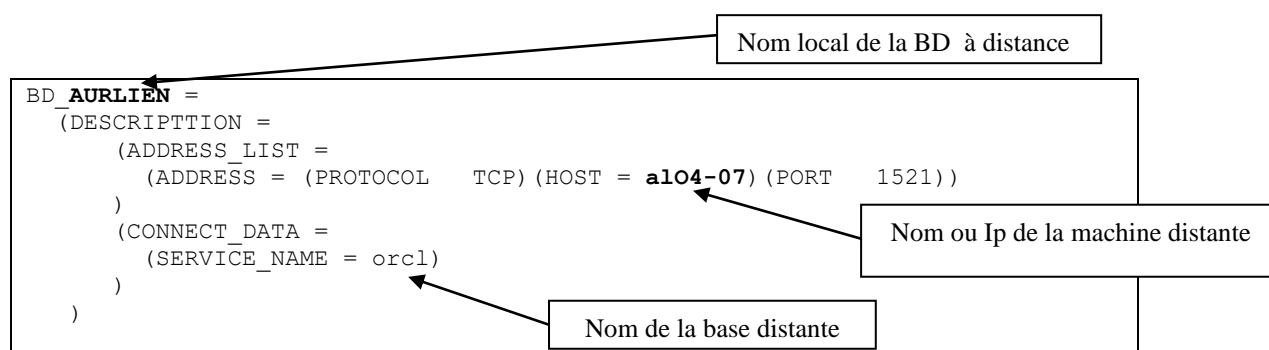 Nom local de la BD à distance
BD_AURLIEN =
(DESCRIPTTION =
(ADDRESS_LIST =
(ADDRESS = (PROTOCOL TCP)(HOST = alO4-07)(PORT 1521))
)
(CONNECT_DATA =
(SERVICE_NAME = orcl)
)
)
Nom ou Ip de la machine distante
Nom de la base distante